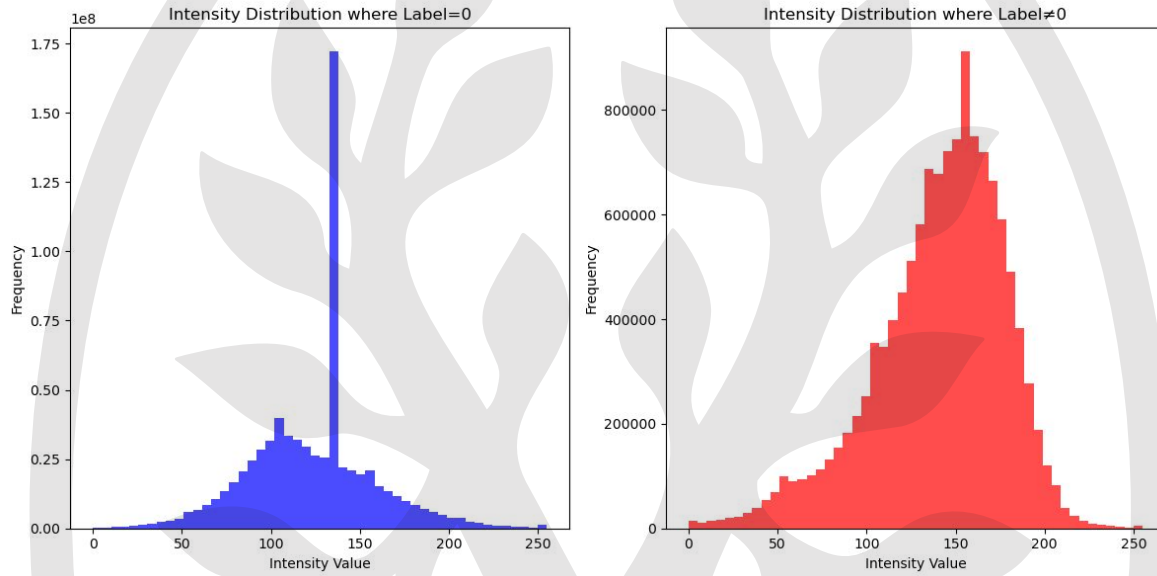 Intensity Distribution where Label=0
1e8
1.75
1.50
1.25
1.00
0.75
0.50
0.25
0.00
Frequency
0 50 100 150 200 250
Intensity Value
Intensity Distribution where Label≠0
800000
600000
400000
200000
0
Frequency
0 50 100 150 200 250
Intensity Value